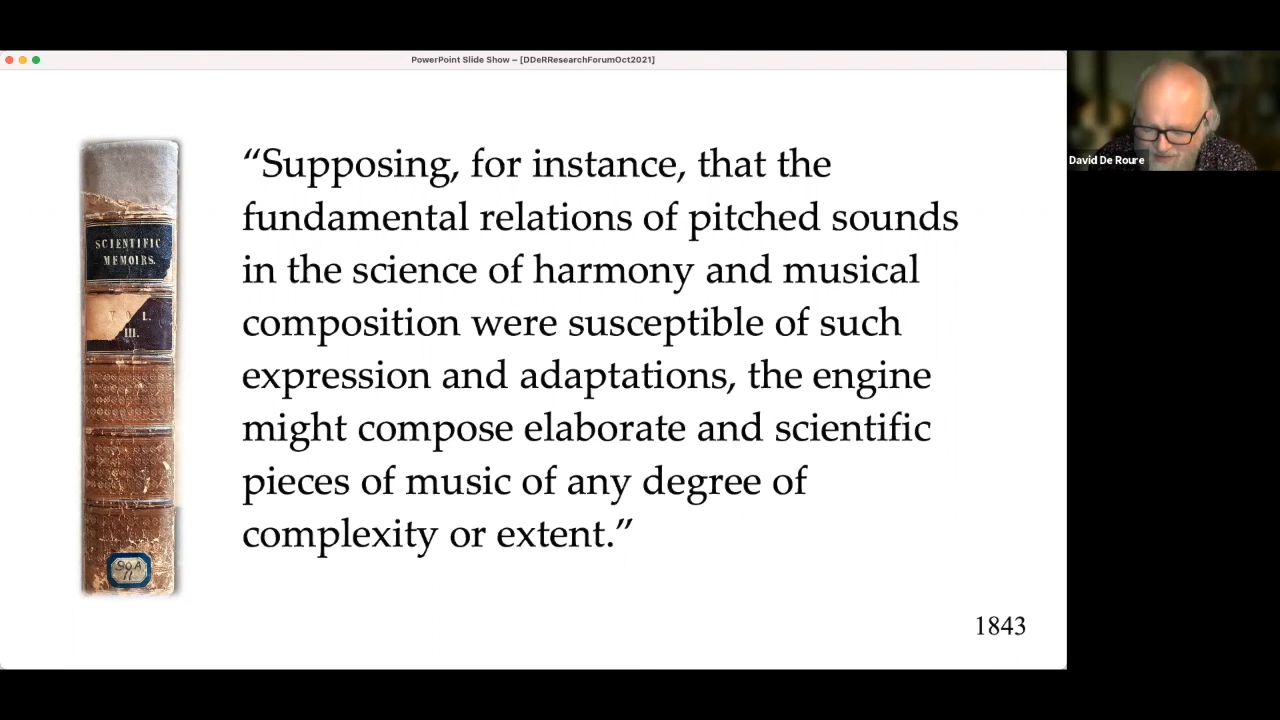 PowerPoint Slide Show – [DDeRResearchForumOct2021]
David De Roure
SCIENTIFIC
MEMOIRS.
III.
90A
11
“Supposing, for instance, that the
fundamental relations of pitched sounds
in the science of harmony and musical
composition were susceptible of such
expression and adaptations, the engine
might compose elaborate and scientific
pieces of music of any degree of
complexity or extent.”
1843